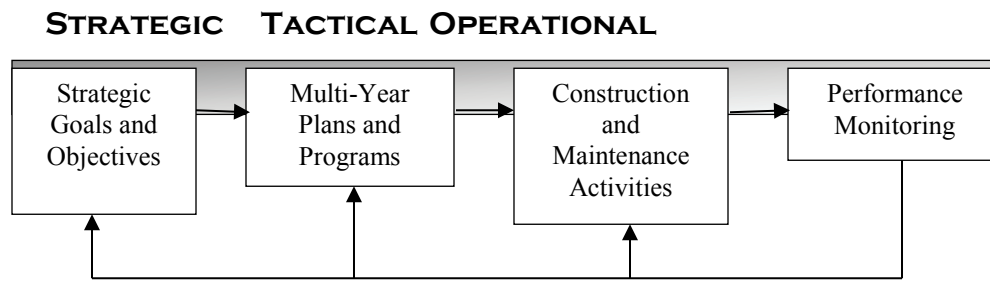 STRATEGIC TACTICAL OPERATIONAL
Strategic
Goals and
Objectives
Multi-Year
Plans and
Programs
Construction
and
Maintenance
Activities
Performance
Monitoring